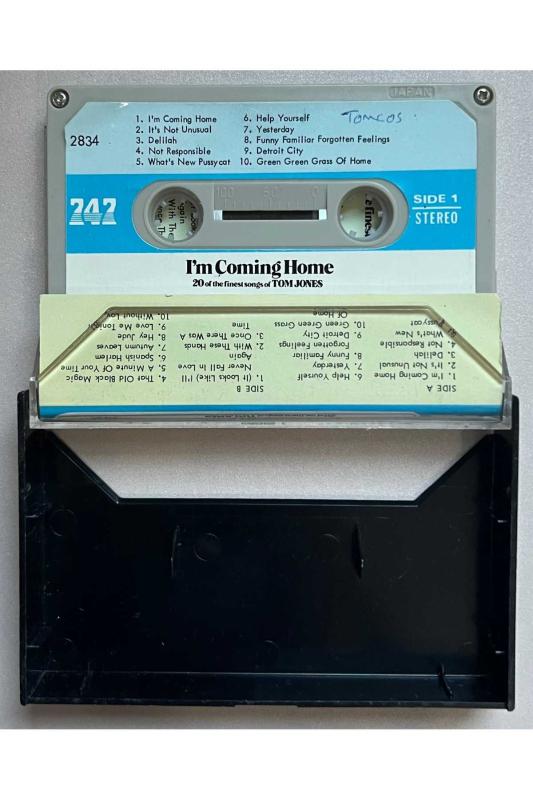 JAPAN
1. I'm Coming Home
2. It's Not Unusual
3. Delilah
4. Not Responsible
5. What's New Pussycat
6. Help Yourself
7. Yesterday
8. Funny Familiar Forgotten Feelings
9. Detroit City
10. Green Green Grass Of Home
Tomcos.
2834
747
100 50 0
SIDE 1
STEREO
I'm Coming Home
20 of the finest songs of TOM JONES
SIDE A
1. I'm Coming Home
2. It's Not Unusual
3. Delilah
4. Not Responsible
What's New
Pussycat
6. Help Yourself
7. Yesterday
8. Funny Familiar
Forgotten Feelings
9. Detroit City
10. Green Green Grass
Of Home
SIDE B
1. (It Looks Like) I'll
Never Fall In Love
Again
2. With These Hands
3. Once There Was A
Time
4. That Old Black Magic
5. A Minute Of Your Time
6. Spanish Harlem
7. Autumn Leaves
8. Hey Jude
9. Love Me Tonight
10. Without